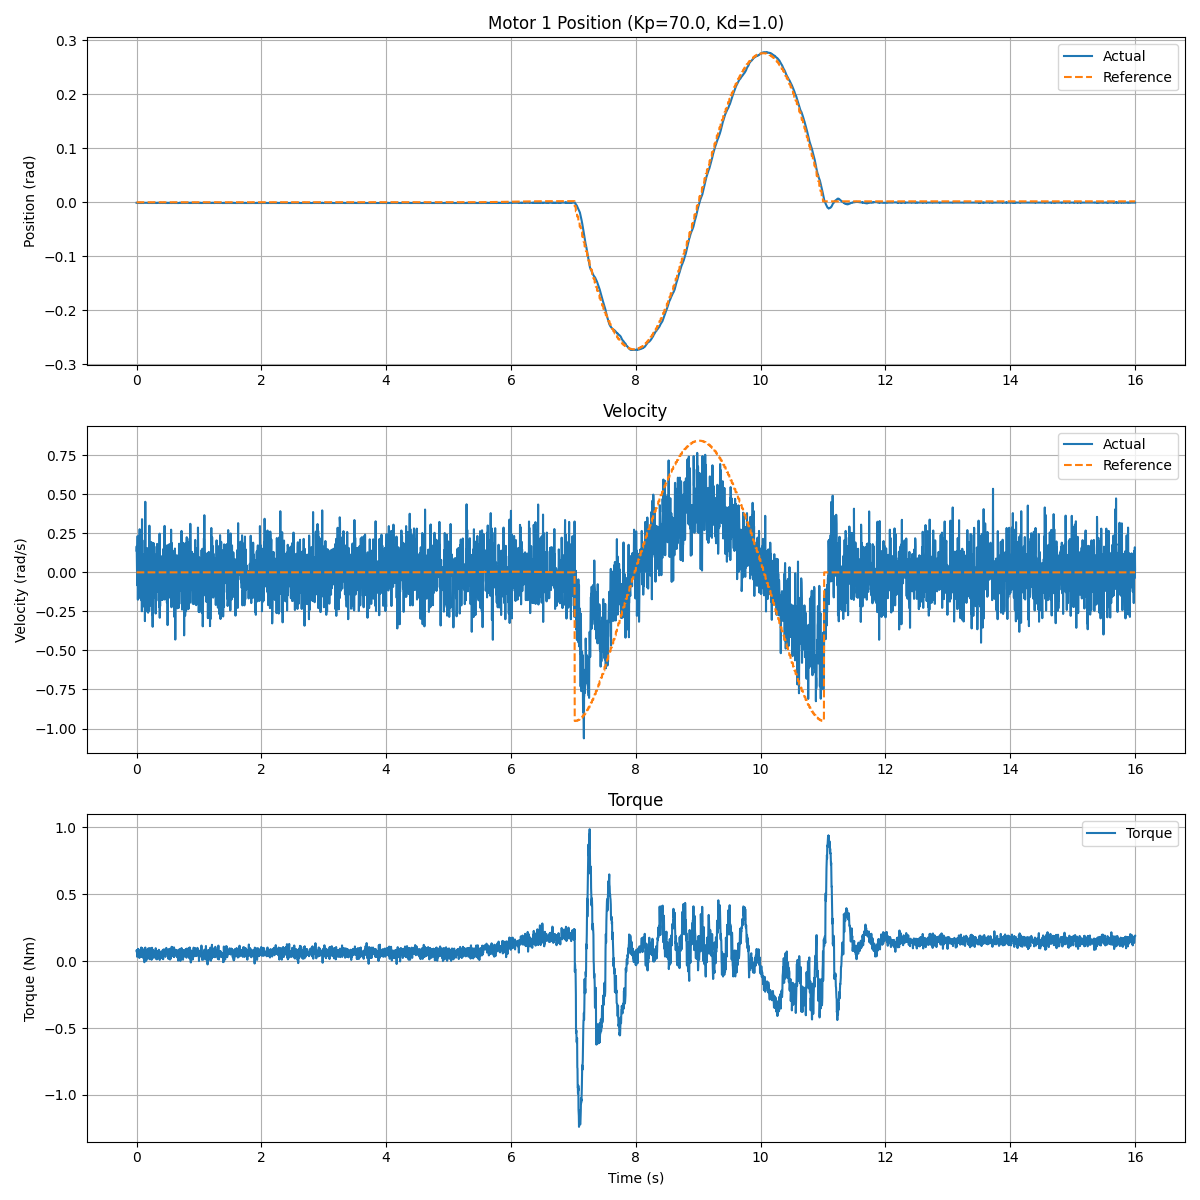 Motor 1 Position (Kp=70.0, Kd=1.0)
0.3
0.2
0.1
0.0
−0.1
−0.2
−0.3
Position (rad)
Actual
Reference
0 2 4 6 8 10 12 14 16
Velocity
0.75
0.50
0.25
0.00
−0.25
−0.50
−0.75
−1.00
Velocity (rad/s)
Actual
Reference
0 2 4 6 8 10 12 14 16
Torque
1.0
0.5
0.0
−0.5
−1.0
Torque (Nm)
Torque
0 2 4 6 8 10 12 14 16
Time (s)